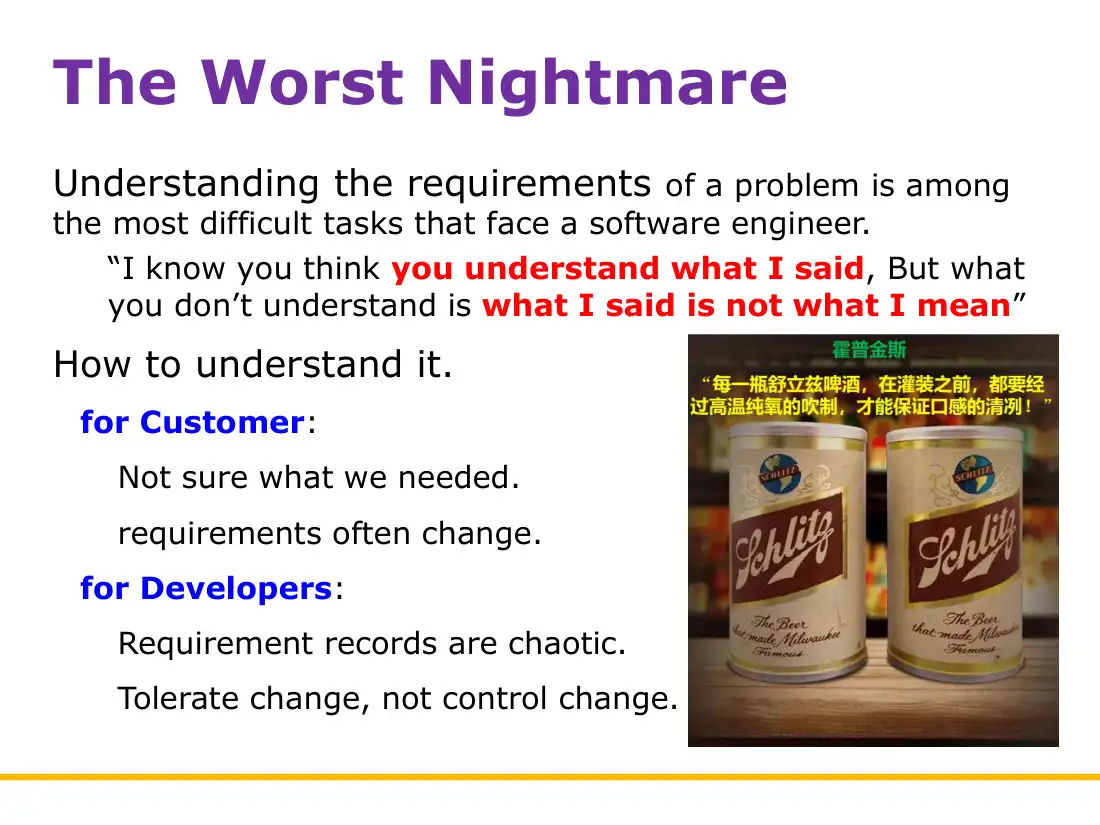 The Worst Nightmare
Understanding the requirements of a problem is among
the most difficult tasks that face a software engineer.
“I know you think you understand what I said, But what
you don’t understand is what I said is not what I mean”
How to understand it.
for Customer:
Not sure what we needed.
requirements often change.
for Developers:
Requirement records are chaotic.
Tolerate change, not control change.
霍普金斯
“每一瓶舒立兹啤酒，在灌装之前，都要经
过高温纯氧的吹制，才能保证口感的清冽！”
SCHLITZ
Schlitz
The Beer
that made Milwaukee
Famous
SCHLITZ
Schlitz
The Beer
that made Milwaukee
Famous